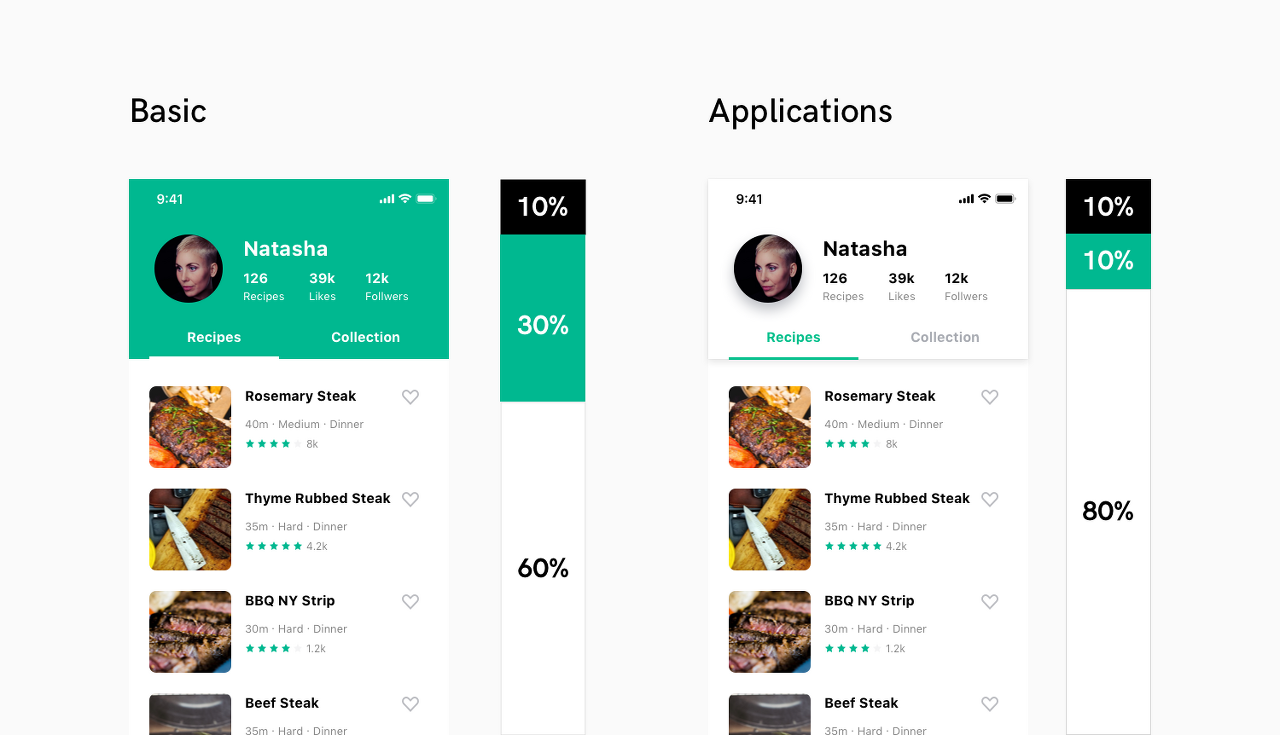 Basic
9:41
Natasha
126 39k 12k
Recipes Likes Follwers
Recipes Collection
Rosemary Steak
40m · Medium · Dinner
8k
Thyme Rubbed Steak
35m · Hard · Dinner
4.2k
BBQ NY Strip
30m · Hard · Dinner
1.2k
Beef Steak
35m · Hard · Dinner
10%
30%
60%
Applications
9:41
Natasha
126 39k 12k
Recipes Likes Follwers
Recipes Collection
Rosemary Steak
40m · Medium · Dinner
8k
Thyme Rubbed Steak
35m · Hard · Dinner
4.2k
BBQ NY Strip
30m · Hard · Dinner
1.2k
Beef Steak
35m · Hard · Dinner
10%
10%
80%